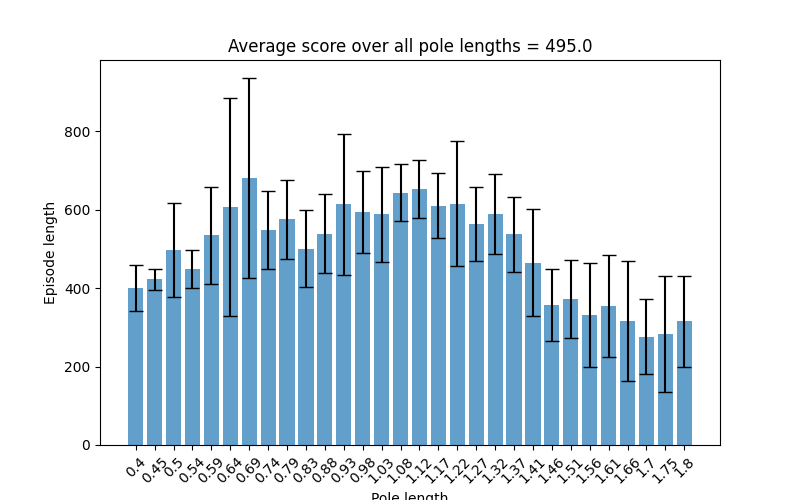 Average score over all pole lengths = 495.0
Episode length
800
600
400
200
0
0.4 0.45 0.5 0.54 0.59 0.64 0.69 0.74 0.79 0.83 0.88 0.93 0.98 1.03 1.08 1.12 1.17 1.22 1.27 1.32 1.37 1.41 1.46 1.51 1.56 1.61 1.66 1.7 1.75 1.8
Pole length